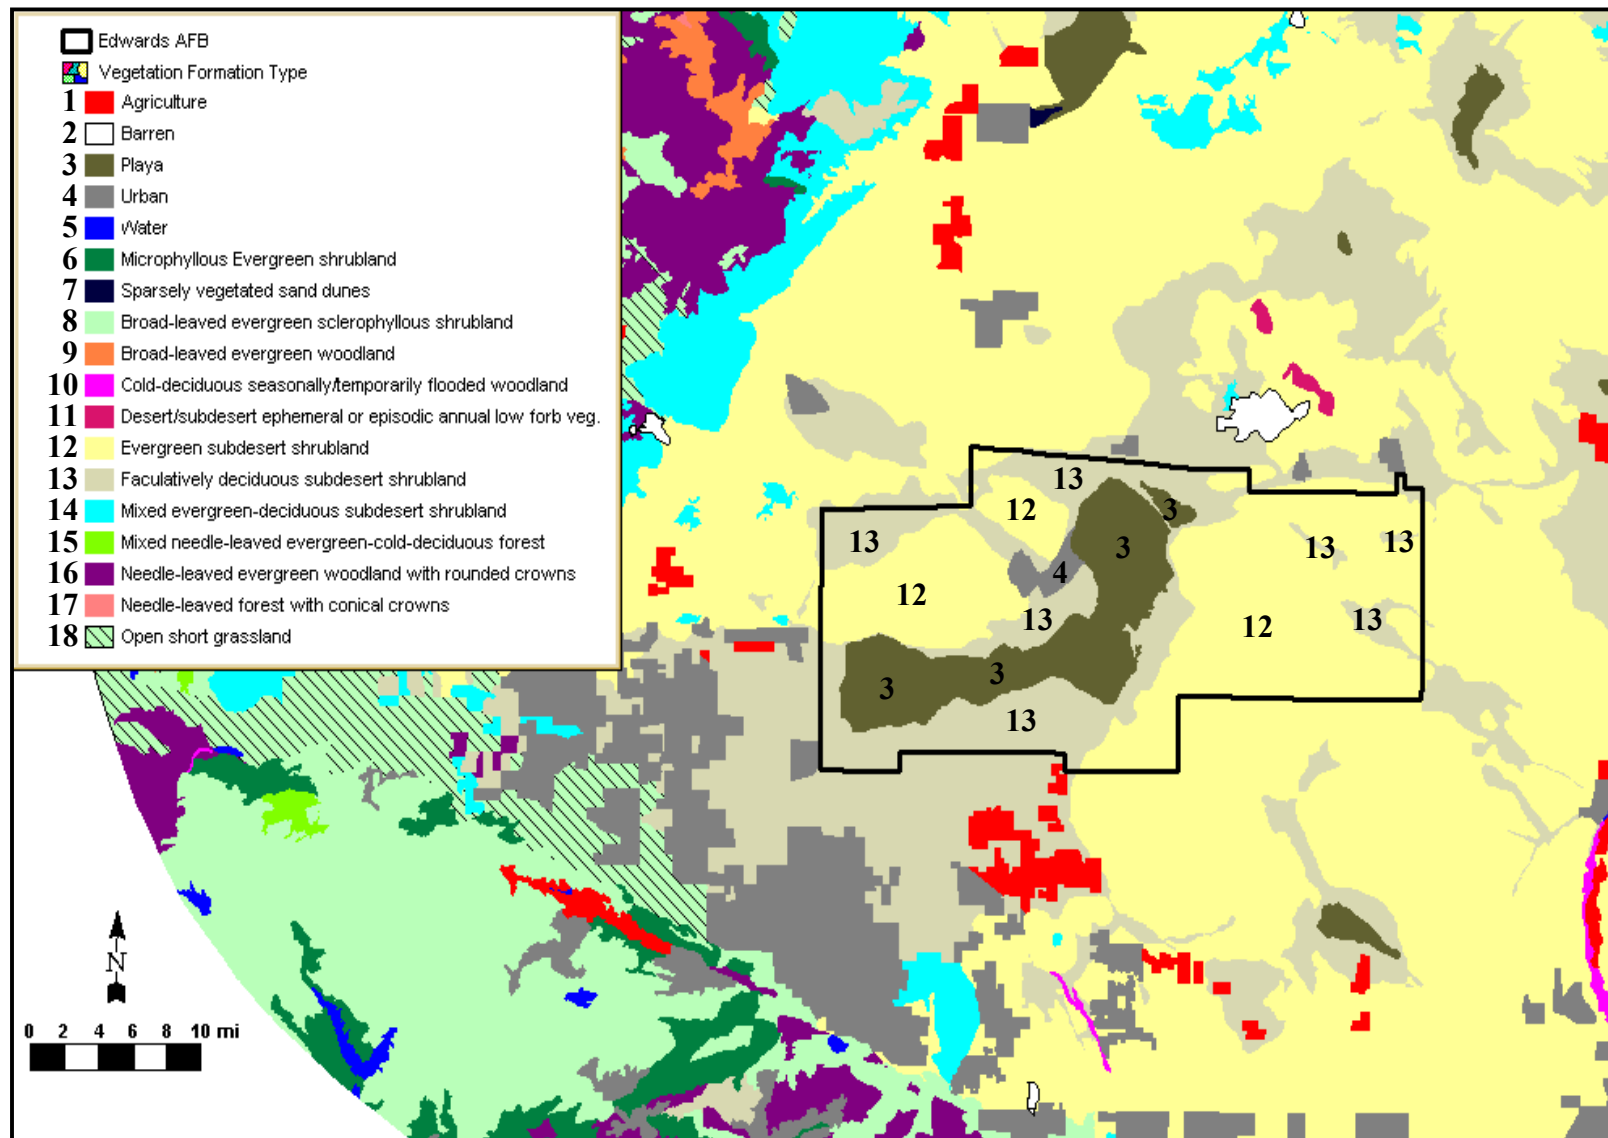 Edwards AFB
Vegetation Formation Type
1 Agriculture
2 Barren
3 Playa
4 Urban
5 Water
6 Microphyllous Evergreen shrubland
7 Sparsely vegetated sand dunes
8 Broad-leaved evergreen sclerophyllous shrubland
9 Broad-leaved evergreen woodland
10 Cold-deciduous seasonally/temporarily flooded woodland
11 Desert/subdesert ephemeral or episodic annual low forb veg.
12 Evergreen subdesert shrubland
13 Faculatively deciduous subdesert shrubland
14 Mixed evergreen-deciduous subdesert shrubland
15 Mixed needle-leaved evergreen-cold-deciduous forest
16 Needle-leaved evergreen woodland with rounded crowns
17 Needle-leaved forest with conical crowns
18 Open short grassland
13
12 3
13 3 13 13
4
12 13 12 13
3 3
13
N
0 2 4 6 8 10 mi